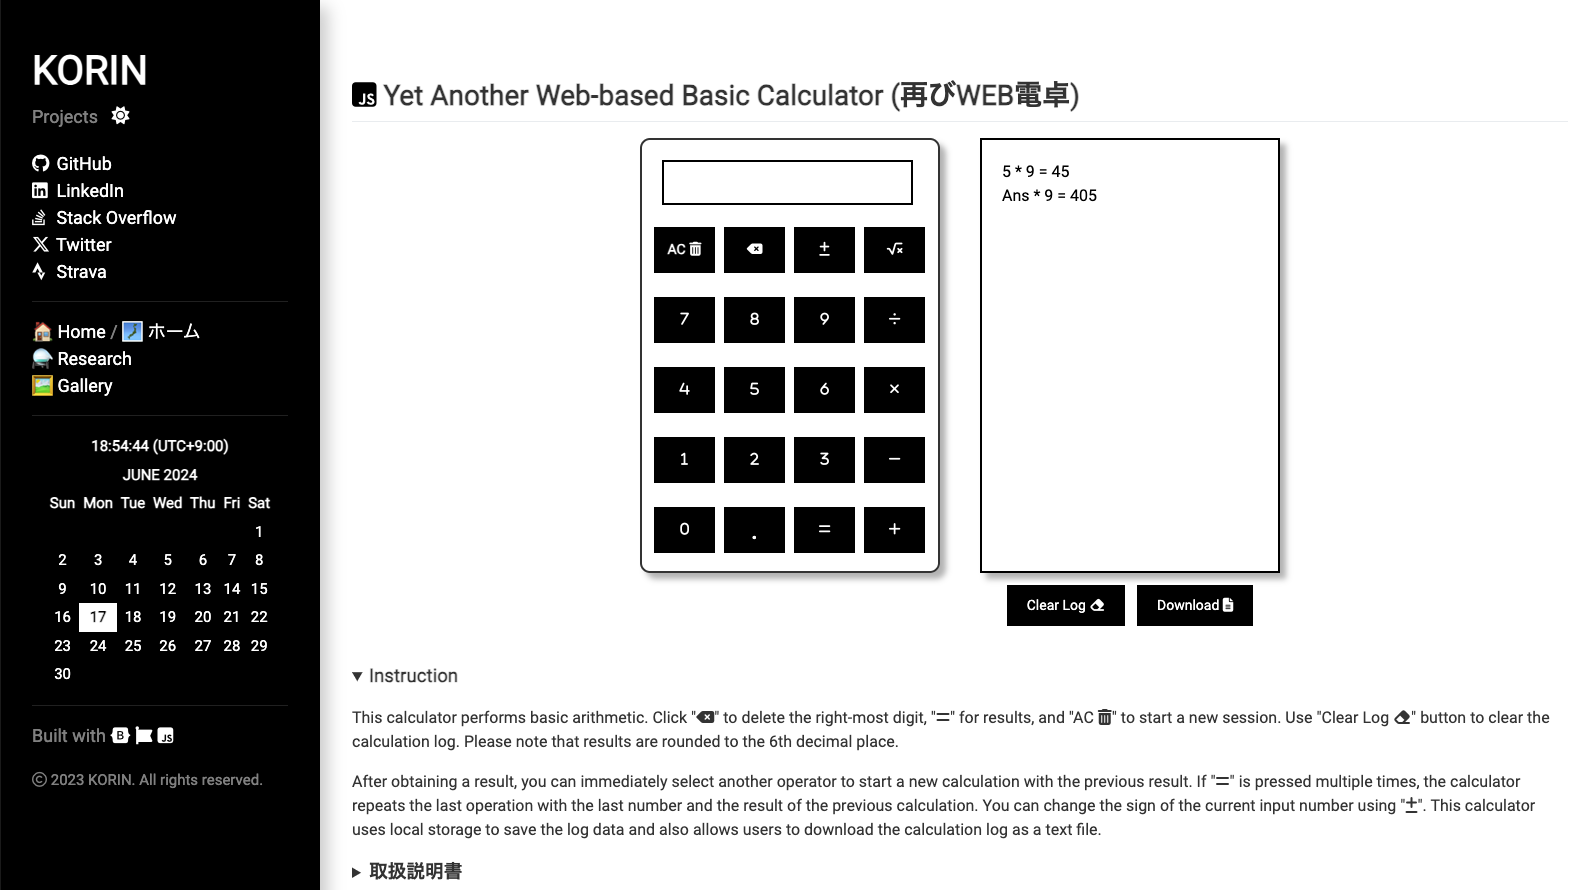 KORIN
Projects
GitHub
LinkedIn
Stack Overflow
Twitter
Strava
Home / ホーム
Research
Gallery
18:54:44 (UTC+9:00)
JUNE 2024
Sun Mon Tue Wed Thu Fri Sat
1
2 3 4 5 6 7 8
9 10 11 12 13 14 15
16 17 18 19 20 21 22
23 24 25 26 27 28 29
30
Built with B JS
© 2023 KORIN. All rights reserved.
JS Yet Another Web-based Basic Calculator (再びWEB電卓)
AC ± √x
7 8 9 ÷
4 5 6 ×
1 2 3 −
0 . = +
5 * 9 = 45
Ans * 9 = 405
Clear Log
Download
▼ Instruction
This calculator performs basic arithmetic. Click "" to delete the right-most digit, "=" for results, and "AC " to start a new session. Use "Clear Log " button to clear the
calculation log. Please note that results are rounded to the 6th decimal place.
After obtaining a result, you can immediately select another operator to start a new calculation with the previous result. If "=" is pressed multiple times, the calculator
repeats the last operation with the last number and the result of the previous calculation. You can change the sign of the current input number using "±". This calculator
uses local storage to save the log data and also allows users to download the calculation log as a text file.
▶ 取扱説明書